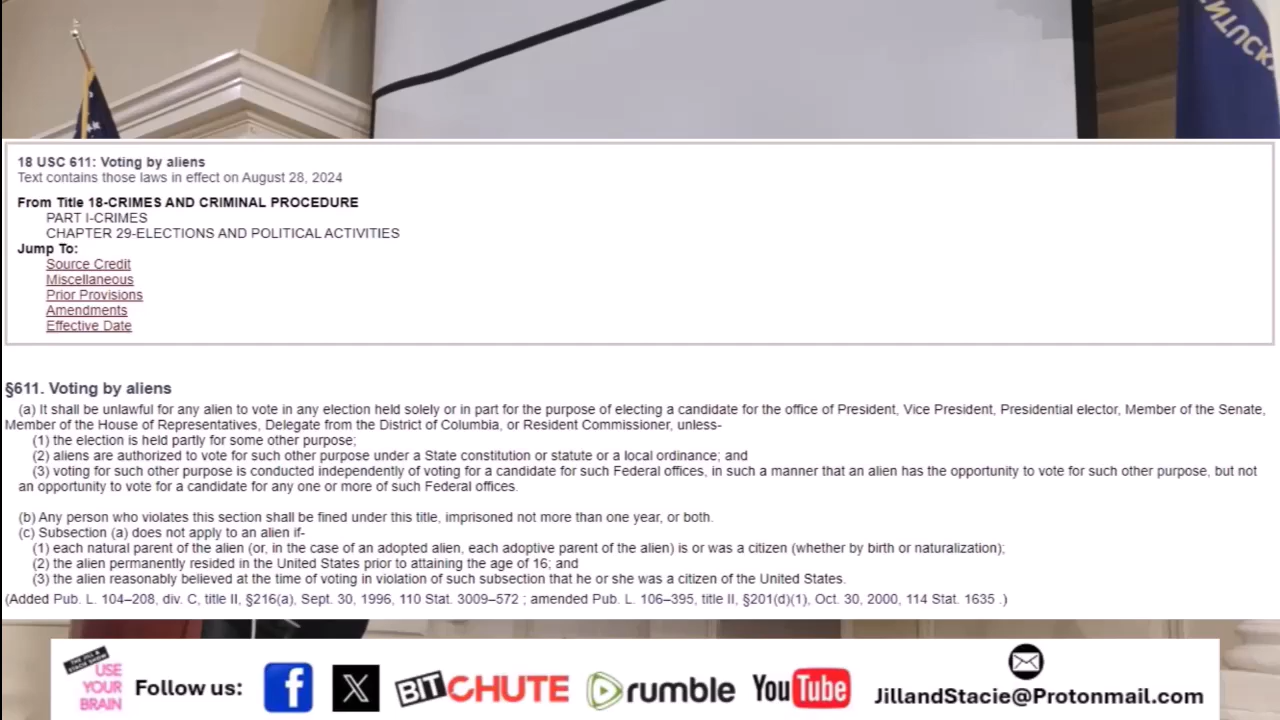 KENTUCK
18 USC 611: Voting by aliens
Text contains those laws in effect on August 28, 2024
From Title 18-CRIMES AND CRIMINAL PROCEDURE
PART I-CRIMES
CHAPTER 29-ELECTIONS AND POLITICAL ACTIVITIES
Jump To:
Source Credit
Miscellaneous
Prior Provisions
Amendments
Effective Date
§611. Voting by aliens
(a) It shall be unlawful for any alien to vote in any election held solely or in part for the purpose of electing a candidate for the office of President, Vice President, Presidential elector, Member of the Senate,
Member of the House of Representatives, Delegate from the District of Columbia, or Resident Commissioner, unless-
(1) the election is held partly for some other purpose;
(2) aliens are authorized to vote for such other purpose under a State constitution or statute or a local ordinance; and
(3) voting for such other purpose is conducted independently of voting for a candidate for such Federal offices, in such a manner that an alien has the opportunity to vote for such other purpose, but not
an opportunity to vote for a candidate for any one or more of such Federal offices.
(b) Any person who violates this section shall be fined under this title, imprisoned not more than one year, or both.
(c) Subsection (a) does not apply to an alien if-
(1) each natural parent of the alien (or, in the case of an adopted alien, each adoptive parent of the alien) is or was a citizen (whether by birth or naturalization);
(2) the alien permanently resided in the United States prior to attaining the age of 16; and
(3) the alien reasonably believed at the time of voting in violation of such subsection that he or she was a citizen of the United States.
(Added Pub. L. 104–208, div. C, title II, §216(a), Sept. 30, 1996, 110 Stat. 3009–572 ; amended Pub. L. 106–395, title II, §201(d)(1), Oct. 30, 2000, 114 Stat. 1635 .)
THE JILL &
STACIE SHOW
USE
YOUR
BRAIN
Follow us:
f
X
BITCHUTE
rumble
YouTube
JillandStacie@Protonmail.com